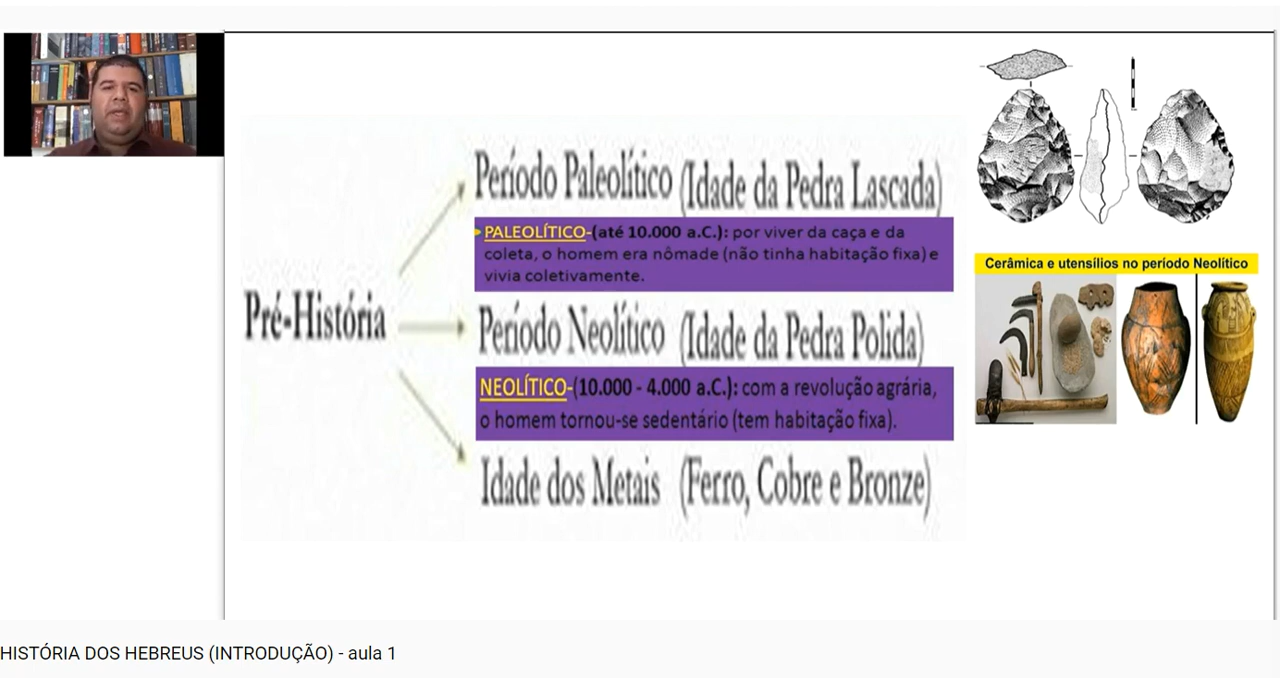 Período Paleolítico (Idade da Pedra Lascada)
PALEOLÍTICO-(até 10.000 a.C.): por viver da caça e da
coleta, o homem era nômade (não tinha habitação fixa) e
vivia coletivamente.
Pré-História
Período Neolítico (Idade da Pedra Polida)
NEOLÍTICO-(10.000 - 4.000 a.C.): com a revolução agrária,
o homem tornou-se sedentário (tem habitação fixa).
Idade dos Metais (Ferro, Cobre e Bronze)
Cerâmica e utensílios no período Neolítico
HISTÓRIA DOS HEBREUS (INTRODUÇÃO) - aula 1